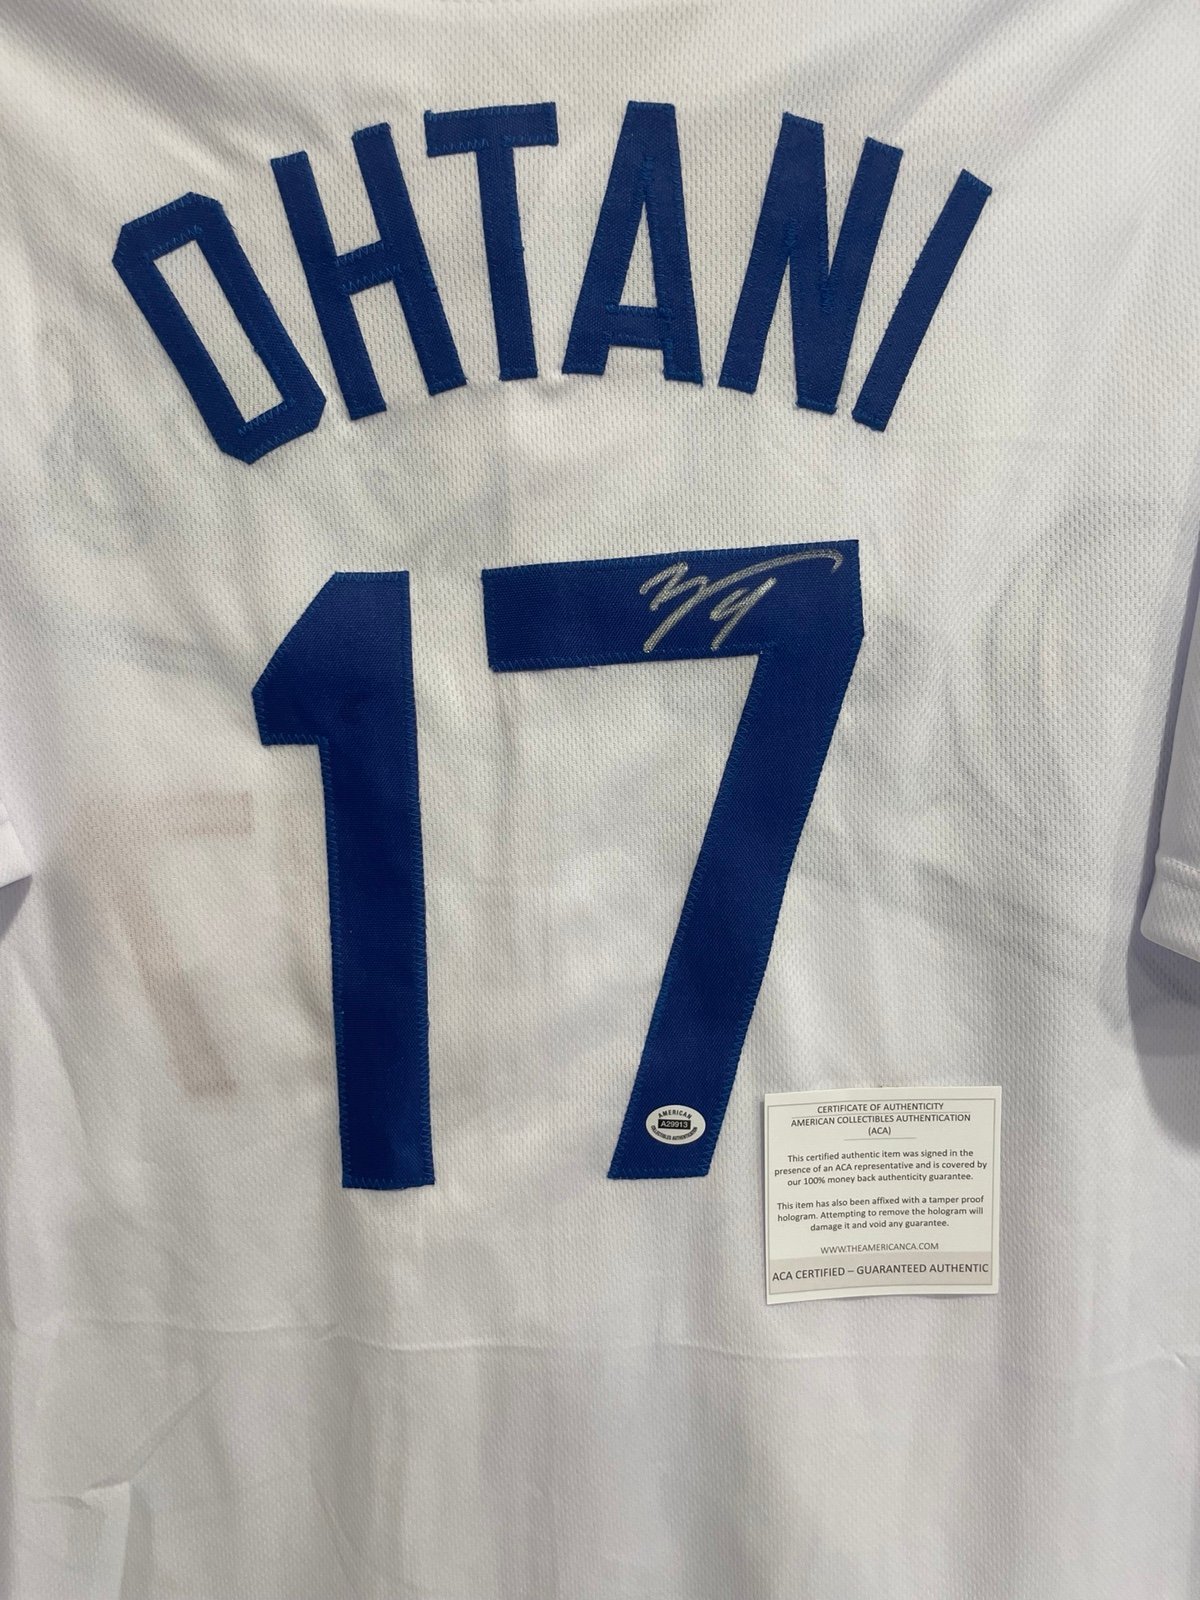 OHTANI
17
AMERICAN
A29913
COLLECTIBLES AUTHENTICATION
CERTIFICATE OF AUTHENTICITY
AMERICAN COLLECTIBLES AUTHENTICATION
(ACA)
This certified authentic item was signed in the
presence of an ACA representative and is covered by
our 100% money back authenticity guarantee.
This item has also been affixed with a tamper proof
hologram. Attempting to remove the hologram will
damage it and void any guarantee.
WWW.THEAMERICANCA.COM
ACA CERTIFIED – GUARANTEED AUTHENTIC